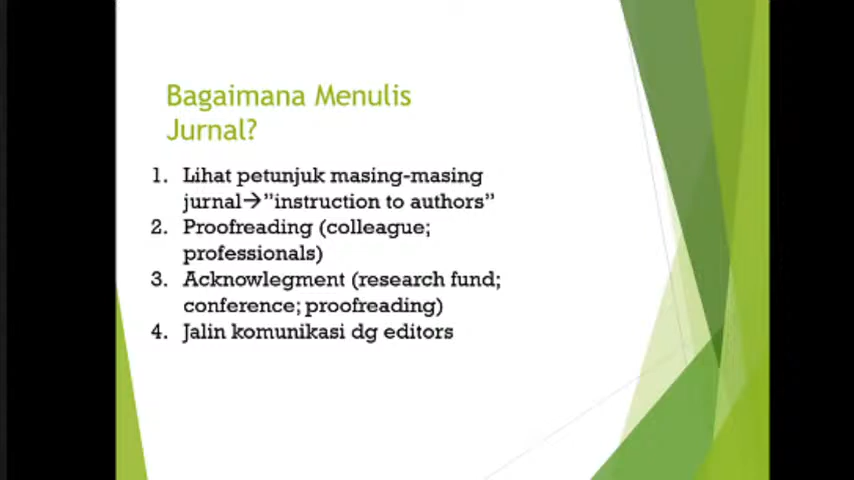 Bagaimana Menulis
Jurnal?
1. Lihat petunjuk masing-masing
jurnal→"instruction to authors"
2. Proofreading (colleague;
professionals)
3. Acknowlegment (research fund;
conference; proofreading)
4. Jalin komunikasi dg editors